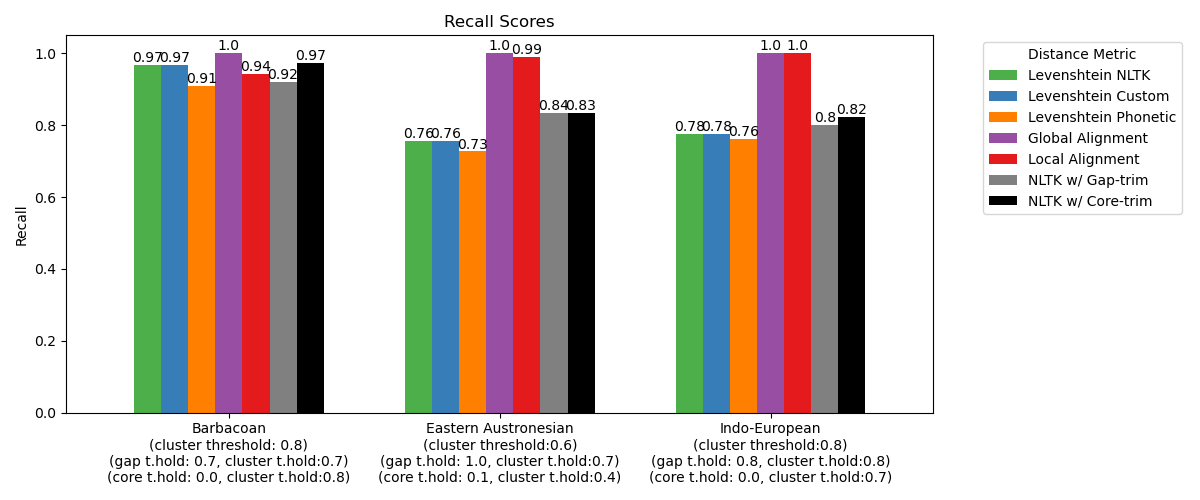 Recall Scores
Recall
1.0
0.8
0.6
0.4
0.2
0.0
0.97
0.97
0.91
1.0
0.94
0.92
0.97
0.76
0.76
0.73
1.0
0.99
0.84
0.83
0.78
0.78
0.76
1.0
1.0
0.8
0.82
Barbacoan
(cluster threshold: 0.8)
(gap t.hold: 0.7, cluster t.hold:0.7)
(core t.hold: 0.0, cluster t.hold:0.8)
Eastern Austronesian
(cluster threshold:0.6)
(gap t.hold: 1.0, cluster t.hold:0.7)
(core t.hold: 0.1, cluster t.hold:0.4)
Indo-European
(cluster threshold:0.8)
(gap t.hold: 0.8, cluster t.hold:0.8)
(core t.hold: 0.0, cluster t.hold:0.7)
Distance Metric
Levenshtein NLTK
Levenshtein Custom
Levenshtein Phonetic
Global Alignment
Local Alignment
NLTK w/ Gap-trim
NLTK w/ Core-trim